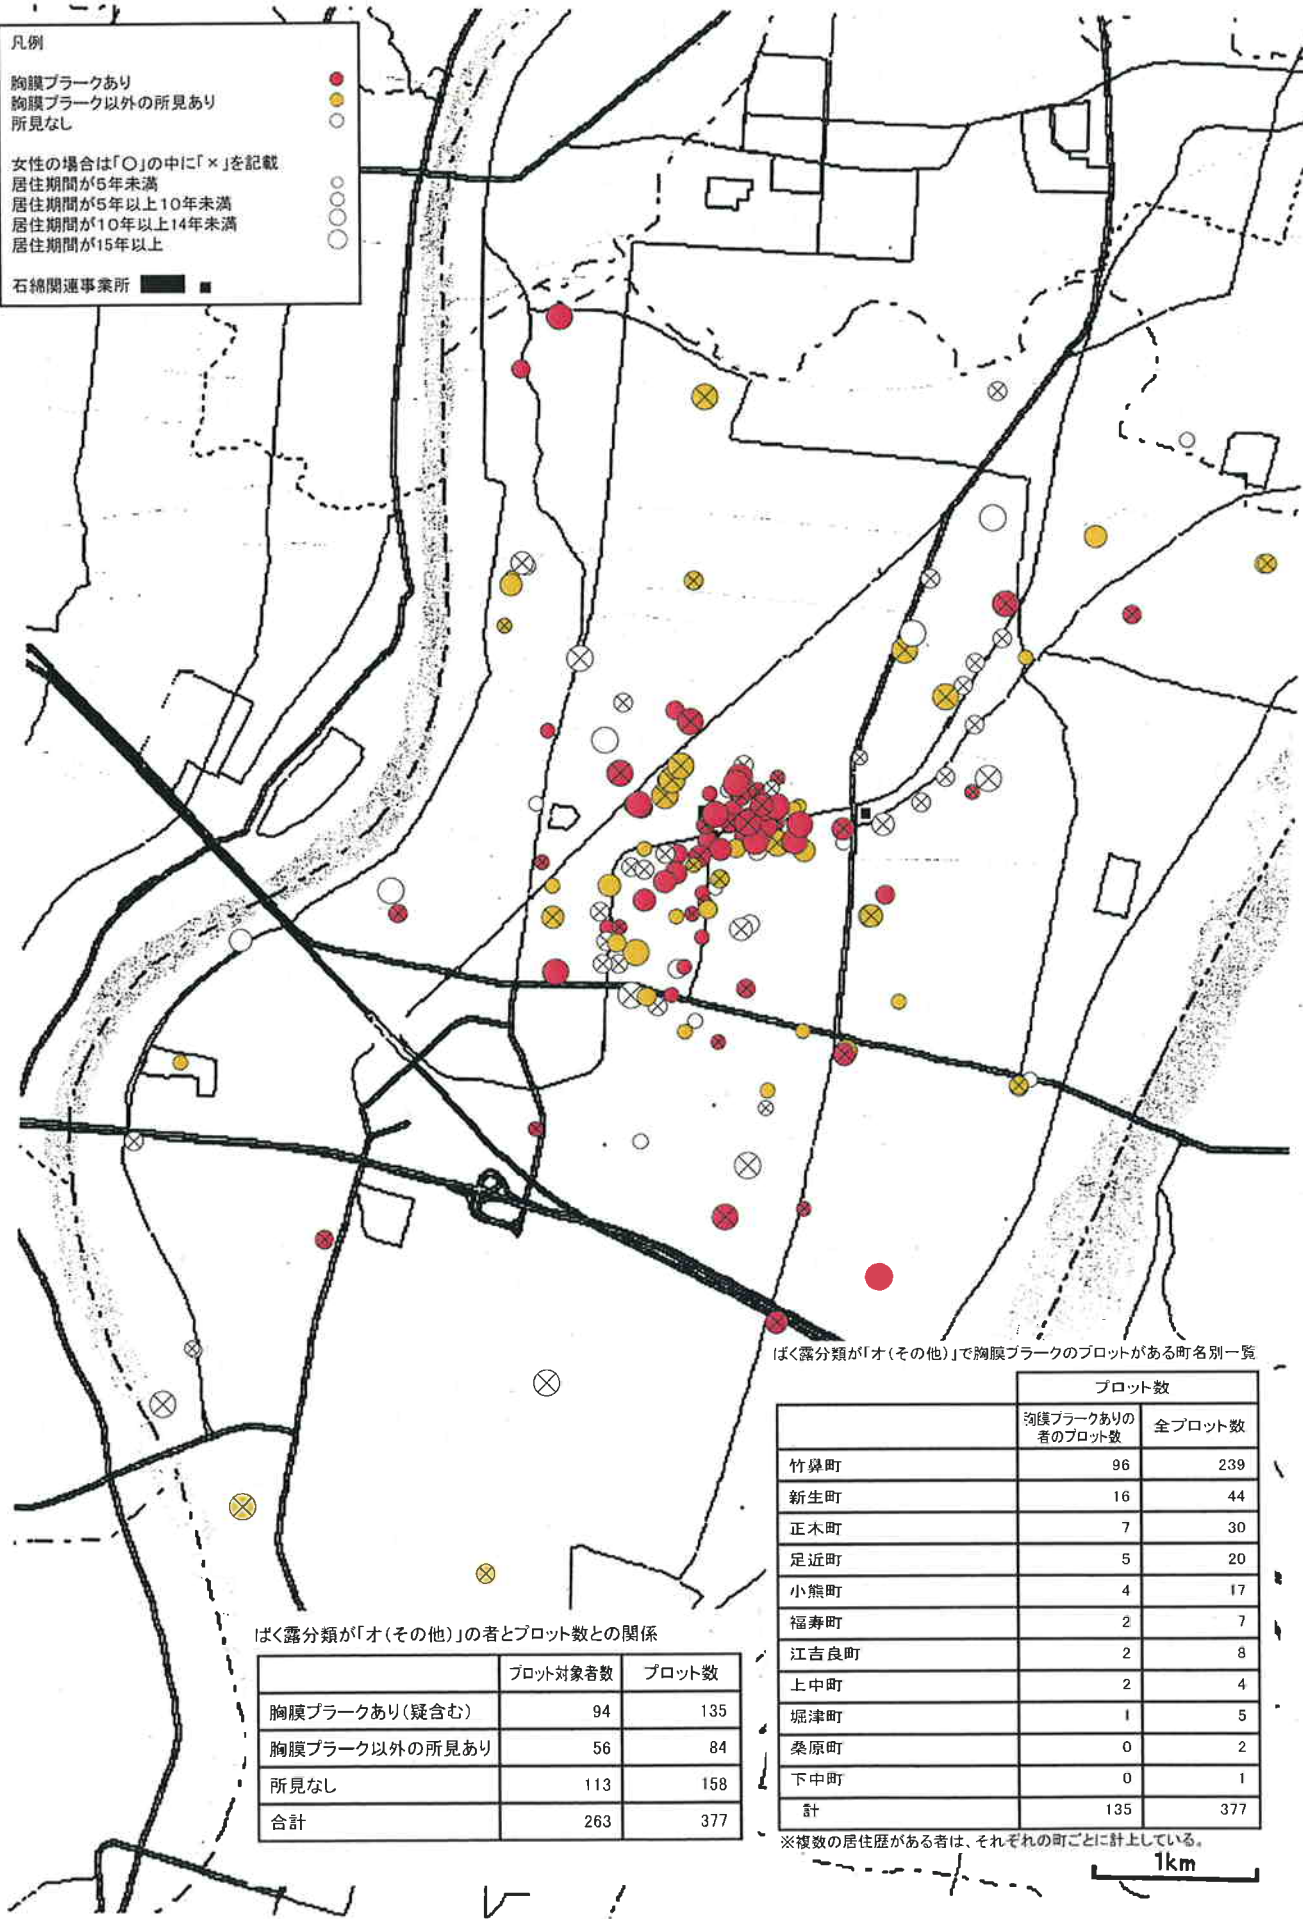 凡例
胸膜プラークあり
胸膜プラーク以外の所見あり
所見なし
女性の場合は「○」の中に「×」を記載
居住期間が5年未満
居住期間が5年以上10年未満
居住期間が10年以上14年未満
居住期間が15年以上
石綿関連事業所
ばく露分類が「オ(その他)」で胸膜プラークのプロットがある町名別一覧
プロット数
胸膜プラークありの者のプロット数 全プロット数
竹鼻町 96 239
新生町 16 44
正木町 7 30
足近町 5 20
小熊町 4 17
福寿町 2 7
江吉良町 2 8
上中町 2 4
堀津町 1 5
桑原町 0 2
下中町 0 1
計 135 377
※複数の居住歴がある者は、それぞれの町ごとに計上している。
1km
ばく露分類が「オ(その他)」の者とプロット数との関係
プロット対象者数 プロット数
胸膜プラークあり(疑含む) 94 135
胸膜プラーク以外の所見あり 56 84
所見なし 113 158
合計 263 377